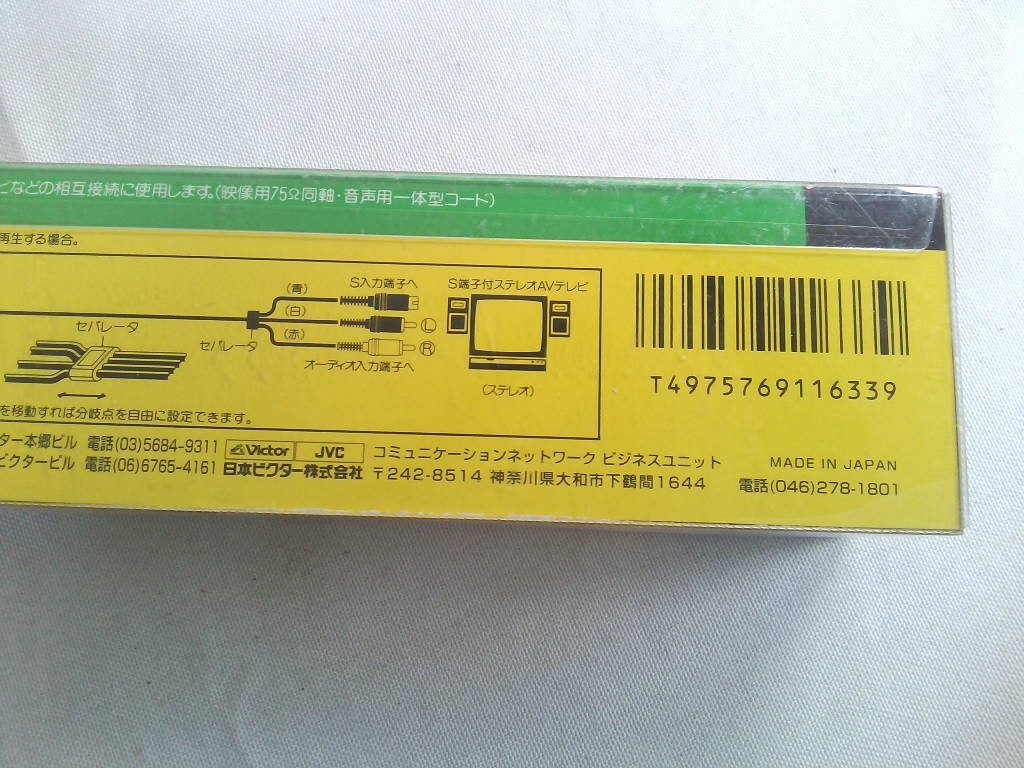 などの相互接続に使用します。(映像用75Ω同軸・音声用一体型コード)
再生する場合。
(青)
S入力端子へ
S端子付ステレオAVテレビ
(白)
Ⓛ
セパレータ
セパレータ
(赤)
Ⓡ
オーディオ入力端子へ
(ステレオ)
T4975769116339
を移動すれば分岐点を自由に設定できます。
ター本郷ビル 電話(03)5684-9311
Victor JVC
コミュニケーションネットワーク ビジネスユニット
MADE IN JAPAN
ビクタービル 電話(06)6765-4161
日本ビクター株式会社
〒242-8514 神奈川県大和市下鶴間1644
電話(046)278-1801